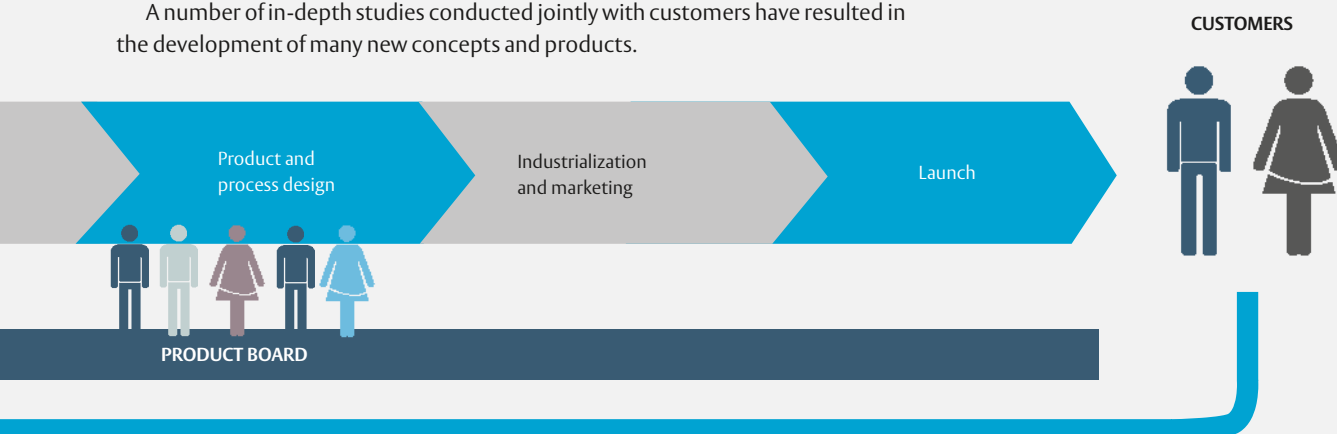 A number of in-depth studies conducted jointly with customers have resulted in
the development of many new concepts and products.
CUSTOMERS
Product and
process design
Industrialization
and marketing
Launch
PRODUCT BOARD